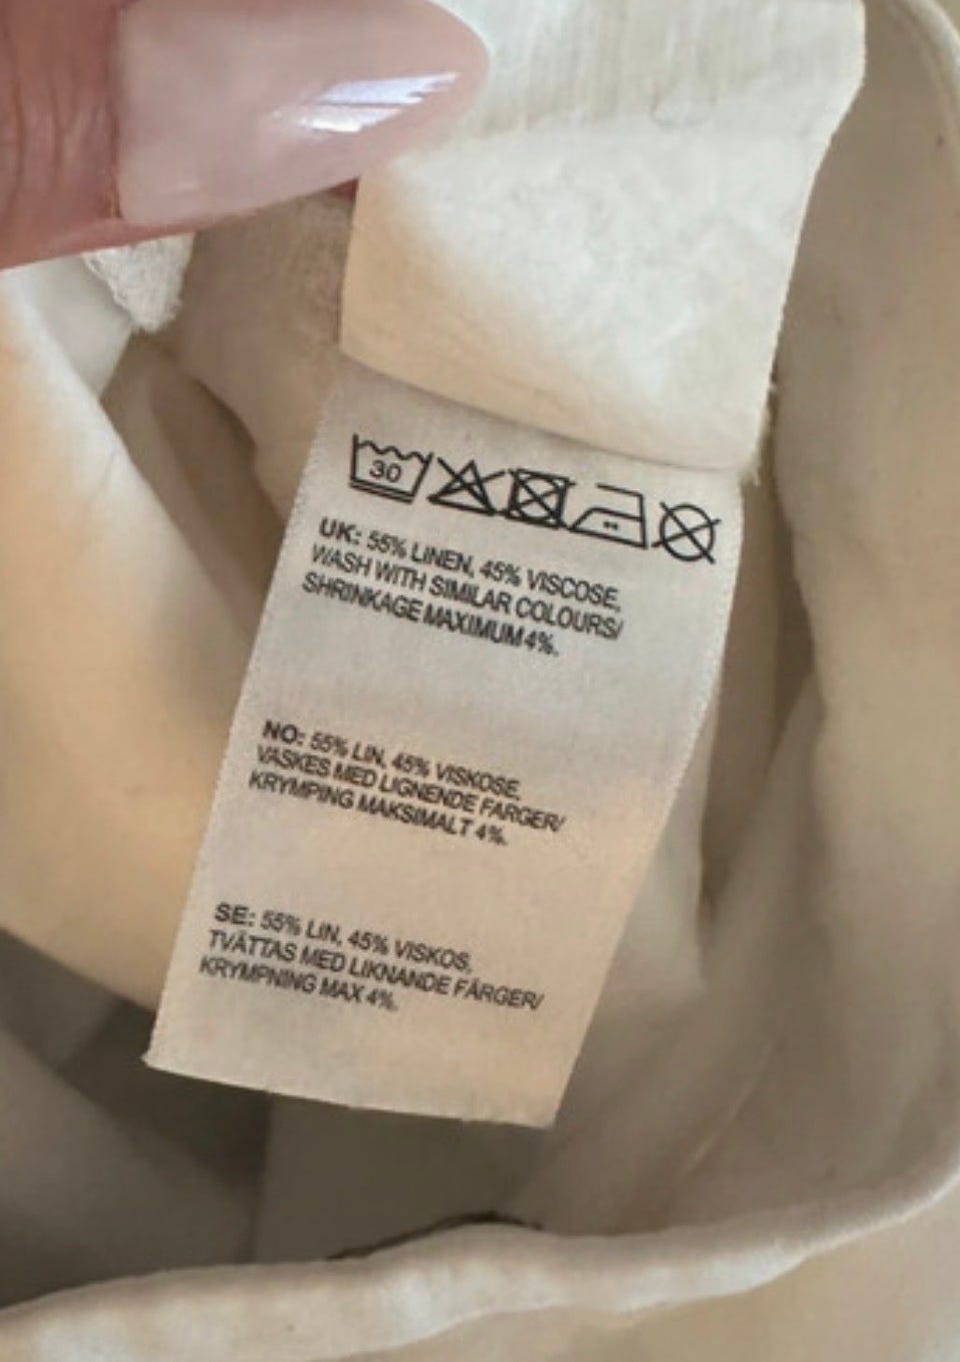 30
UK: 55% LINEN, 45% VISCOSE,
WASH WITH SIMILAR COLOURS/
SHRINKAGE MAXIMUM 4%.
NO: 55% LIN, 45% VISKOSE.
VASKES MED LIGNENDE FARGER/
KRYMPING MAKSIMALT 4%.
SE: 55% LIN, 45% VISKOS,
TVÄTTAS MED LIKNANDE FÄRGER/
KRYMPNING MAX 4%.